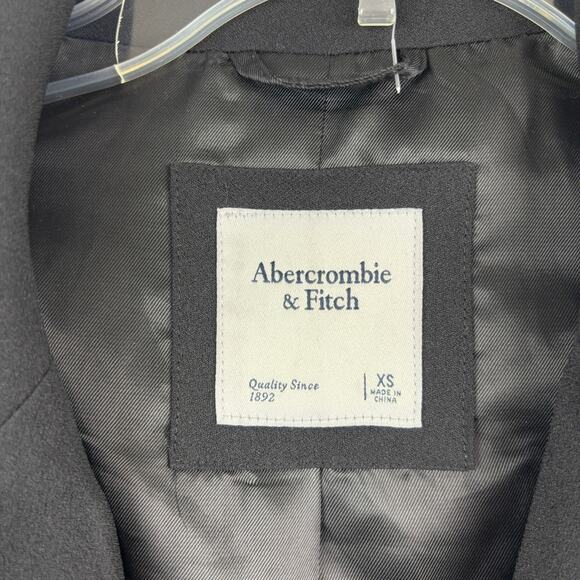 Abercrombie
& Fitch
Quality Since
1892
XS
MADE IN
CHINA